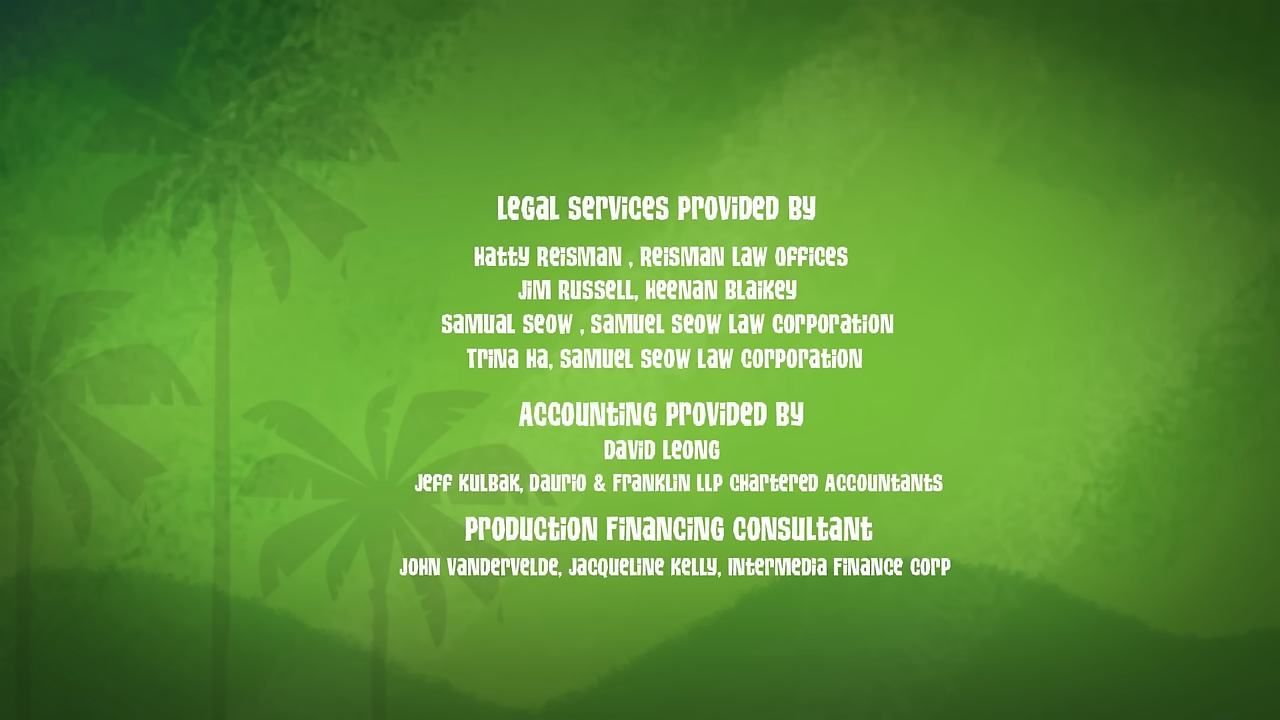 Legal Services Provided By
Hatty Reisman , Reisman Law Offices
Jim Russell, Heenan Blaikey
Samual Seow , Samuel Seow Law Corporation
Trina Ha, Samuel Seow Law Corporation
Accounting Provided By
David Leong
Jeff Kulbak, Daurio & Franklin LLP Chartered Accountants
Production Financing Consultant
John Vandervelde, Jacqueline Kelly, Intermedia Finance Corp